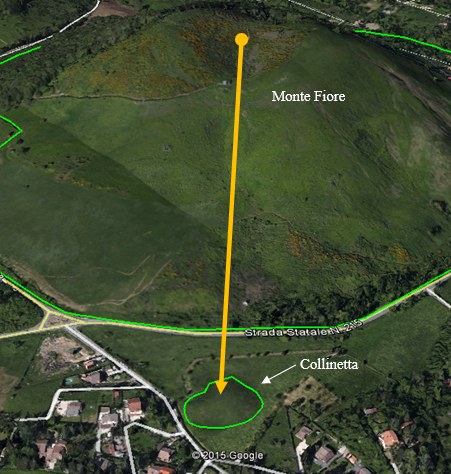 Monte Fiore
Strada Statale N. 215
Collinetta
© 2015 Google